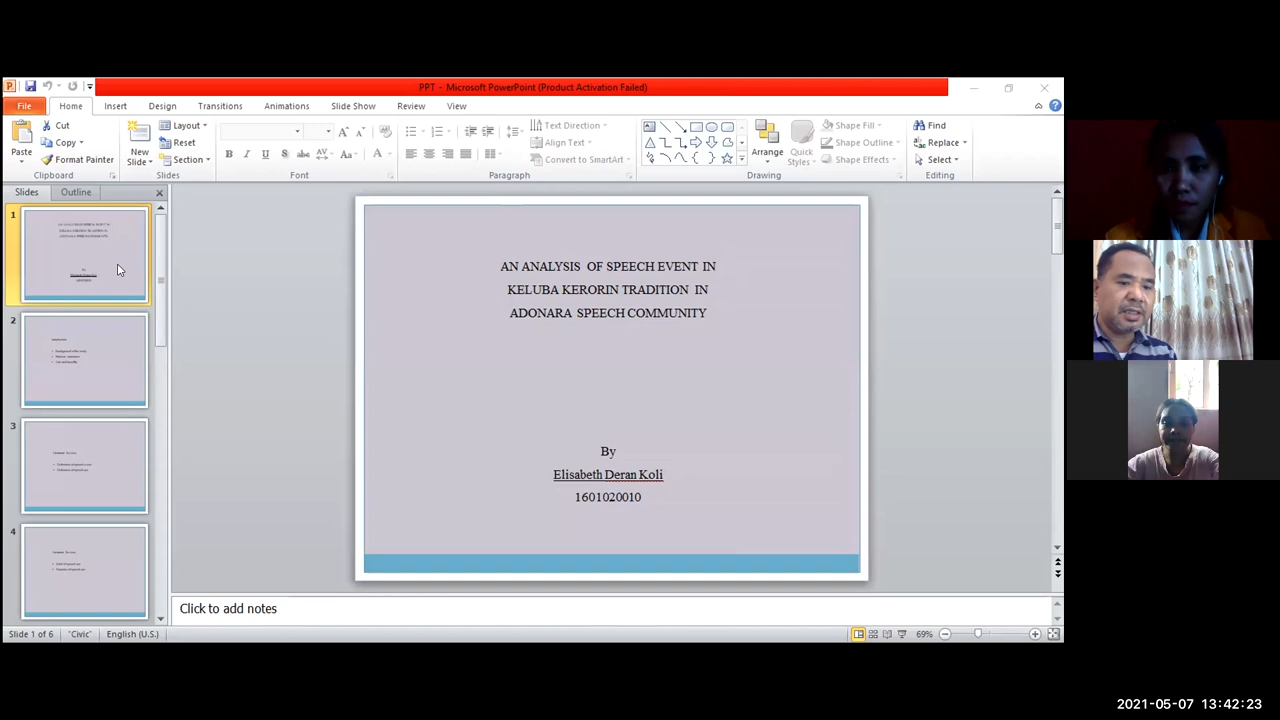 PPT - Microsoft PowerPoint (Product Activation Failed)
File Home Insert Design Transitions Animations Slide Show Review View
Paste
Cut
Copy
Format Painter
Clipboard
New
Slide
Layout
Reset
Section
Slides
Font
Paragraph
Text Direction
Align Text
Convert to SmartArt
Arrange
Quick
Styles
Shape Fill
Shape Outline
Shape Effects
Drawing
Find
Replace
Select
Editing
Slides Outline
1
2
3
4
AN ANALYSIS OF SPEECH EVENT IN
KELUBA KERORIN TRADITION IN
ADONARA SPEECH COMMUNITY
By
Elisabeth Deran Koli
1601020010
Click to add notes
Slide 1 of 6 "Civic" English (U.S.) 69%
2021-05-07 13:42:23